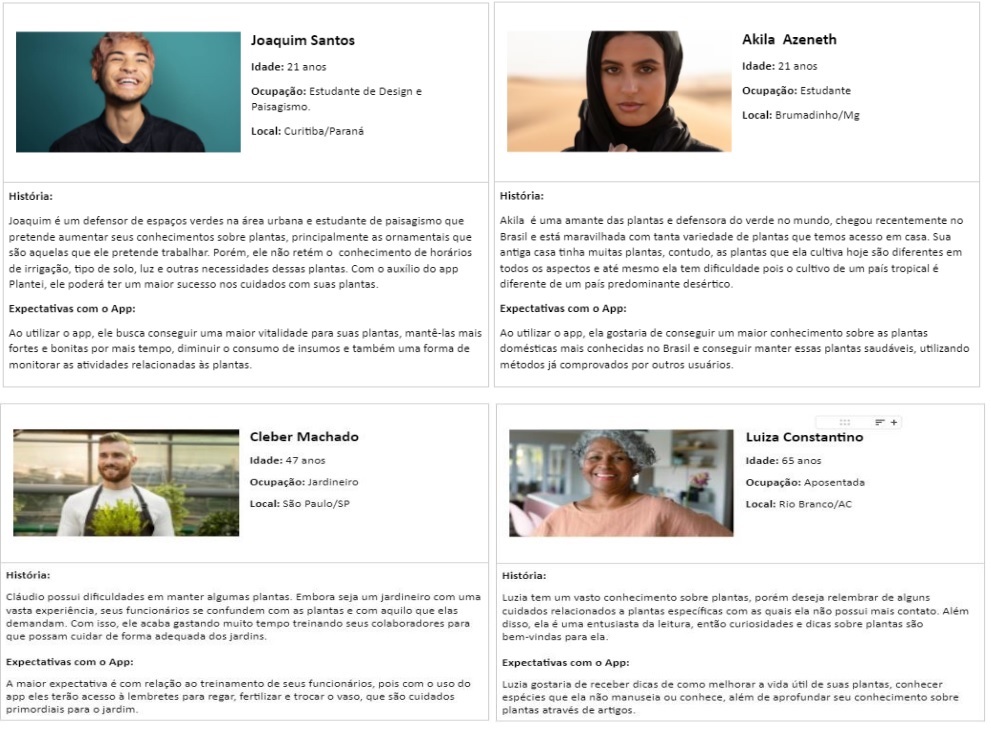 Joaquim Santos
Idade: 21 anos
Ocupação: Estudante de Design e
Paisagismo.
Local: Curitiba/Paraná
História:
Joaquim é um defensor de espaços verdes na área urbana e estudante de paisagismo que
pretende aumentar seus conhecimentos sobre plantas, principalmente as ornamentais que
são aquelas que ele pretende trabalhar. Porém, ele não retém o conhecimento de horários
de irrigação, tipo de solo, luz e outras necessidades dessas plantas. Com o auxílio do app
Plantei, ele poderá ter um maior sucesso nos cuidados com suas plantas.
Expectativas com o App:
Ao utilizar o app, ele busca conseguir uma maior vitalidade para suas plantas, mantê-las mais
fortes e bonitas por mais tempo, diminuir o consumo de insumos e também uma forma de
monitorar as atividades relacionadas às plantas.
Akila Azeneth
Idade: 21 anos
Ocupação: Estudante
Local: Brumadinho/Mg
História:
Akila é uma amante das plantas e defensora do verde no mundo, chegou recentemente no
Brasil e está maravilhada com tanta variedade de plantas que temos acesso em casa. Sua
antiga casa tinha muitas plantas, contudo, as plantas que ela cultiva hoje são diferentes em
todos os aspectos e até mesmo ela tem dificuldade pois o cultivo de um país tropical é
diferente de um país predominante desértico.
Expectativas com o App:
Ao utilizar o app, ela gostaria de conseguir um maior conhecimento sobre as plantas
domésticas mais conhecidas no Brasil e conseguir manter essas plantas saudáveis, utilizando
métodos já comprovados por outros usuários.
Cleber Machado
Idade: 47 anos
Ocupação: Jardineiro
Local: São Paulo/SP
História:
Cláudio possui dificuldades em manter algumas plantas. Embora seja um jardineiro com uma
vasta experiência, seus funcionários se confundem com as plantas e com aquilo que elas
demandam. Com isso, ele acaba gastando muito tempo treinando seus colaboradores para
que possam cuidar de forma adequada dos jardins.
Expectativas com o App:
A maior expectativa é com relação ao treinamento de seus funcionários, pois com o uso do
app eles terão acesso à lembretes para regar, fertilizar e trocar o vaso, que são cuidados
primordiais para o jardim.
Luiza Constantino
Idade: 65 anos
Ocupação: Aposentada
Local: Rio Branco/AC
História:
Luzia tem um vasto conhecimento sobre plantas, porém deseja relembrar de alguns
cuidados relacionados a plantas específicas com as quais ela não possui mais contato. Além
disso, ela é uma entusiasta da leitura, então curiosidades e dicas sobre plantas são
bem-vindas para ela.
Expectativas com o App:
Luzia gostaria de receber dicas de como melhorar a vida útil de suas plantas, conhecer
espécies que ela não manuseia ou conhece, além de aprofundar seu conhecimento sobre
plantas através de artigos.